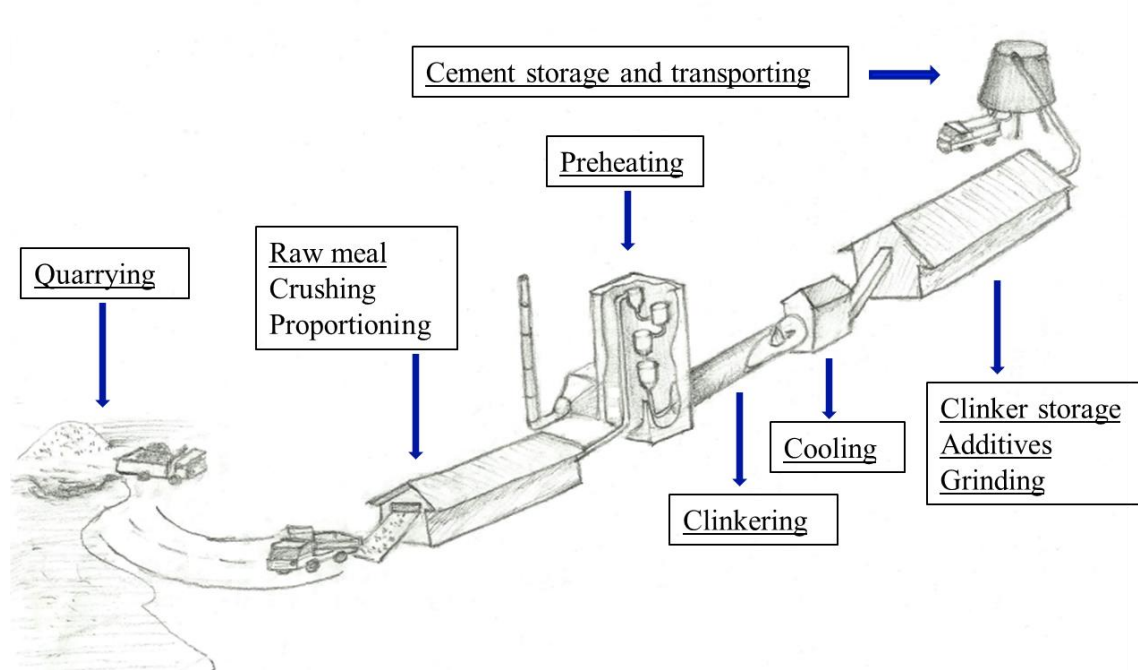 Cement storage and transporting
Preheating
Raw meal
Crushing
Proportioning
Quarrying
Clinker storage
Additives
Grinding
Cooling
Clinkering